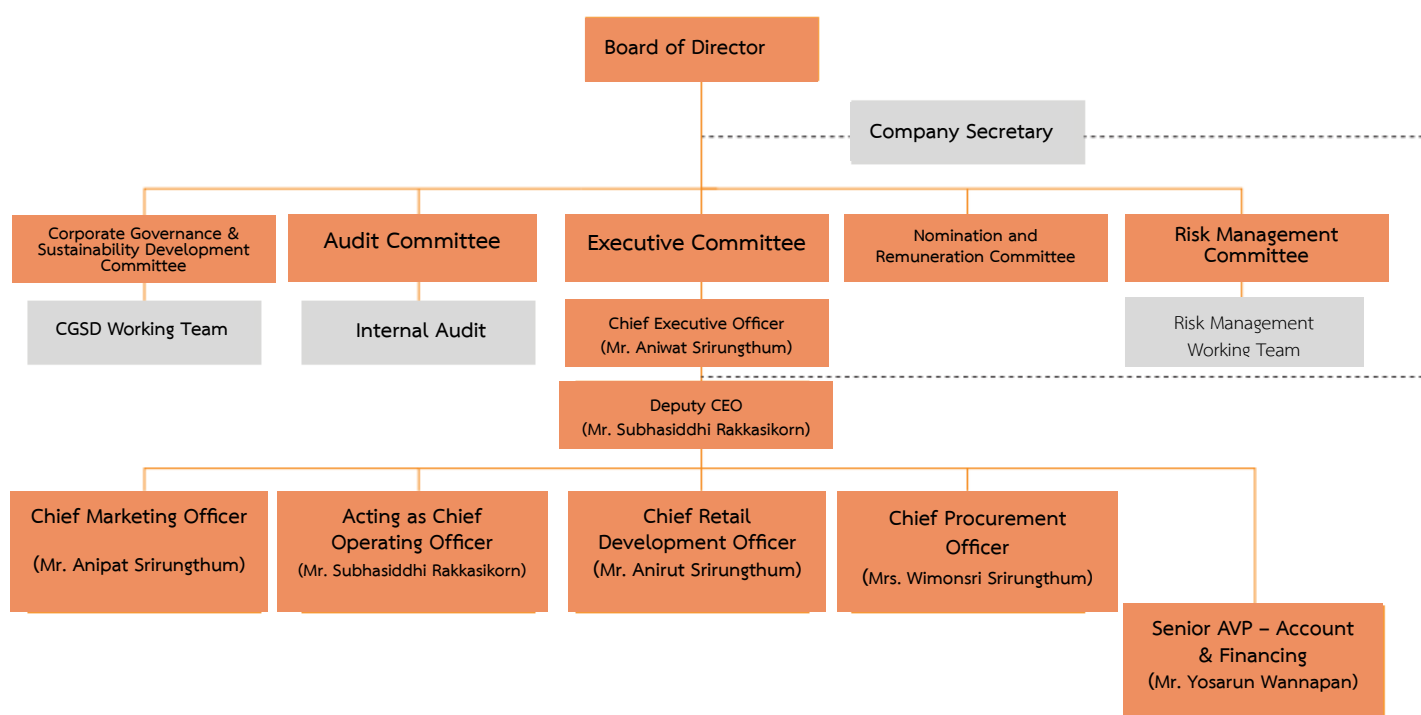 Board of Director
Company Secretary
Corporate Governance &
Sustainability Development
Committee
Audit Committee
Executive Committee
Nomination and
Remuneration Committee
Risk Management
Committee
CGSD Working Team
Internal Audit
Chief Executive Officer
(Mr. Aniwat Srirungthum)
Risk Management
Working Team
Deputy CEO
(Mr. Subhasiddhi Rakkasikorn)
Chief Marketing Officer
(Mr. Anipat Srirungthum)
Acting as Chief
Operating Officer
(Mr. Subhasiddhi Rakkasikorn)
Chief Retail
Development Officer
(Mr. Anirut Srirungthum)
Chief Procurement
Officer
(Mrs. Wimonsri Srirungthum)
Senior AVP – Account
& Financing
(Mr. Yosarun Wannapan)